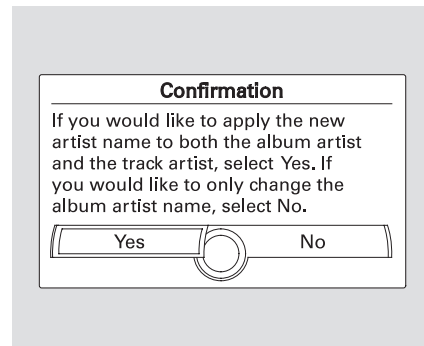 Confirmation
If you would like to apply the new
artist name to both the album artist
and the track artist, select Yes. If
you would like to only change the
album artist name, select No.
Yes No